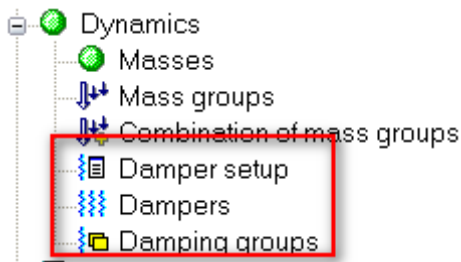 Dynamics
Masses
Mass groups
Combination of mass groups
Damper setup
Dampers
Damping groups